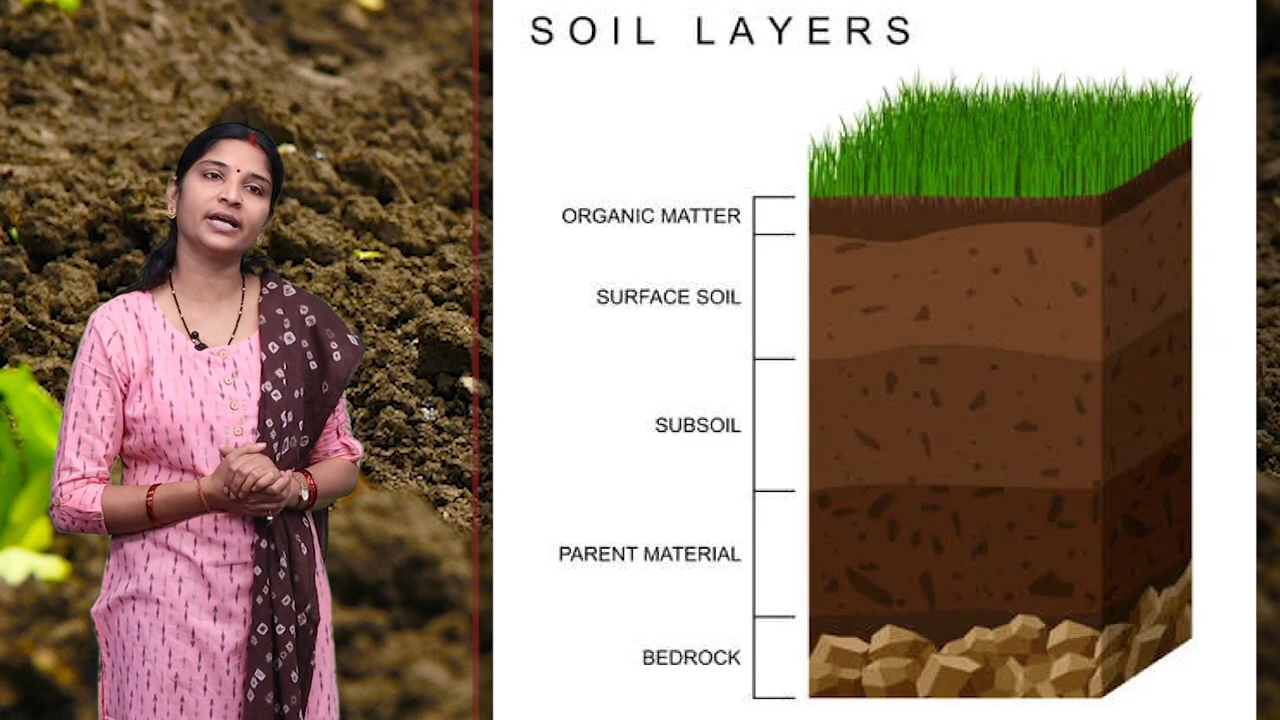 SOIL LAYERS
ORGANIC MATTER
SURFACE SOIL
SUBSOIL
PARENT MATERIAL
BEDROCK